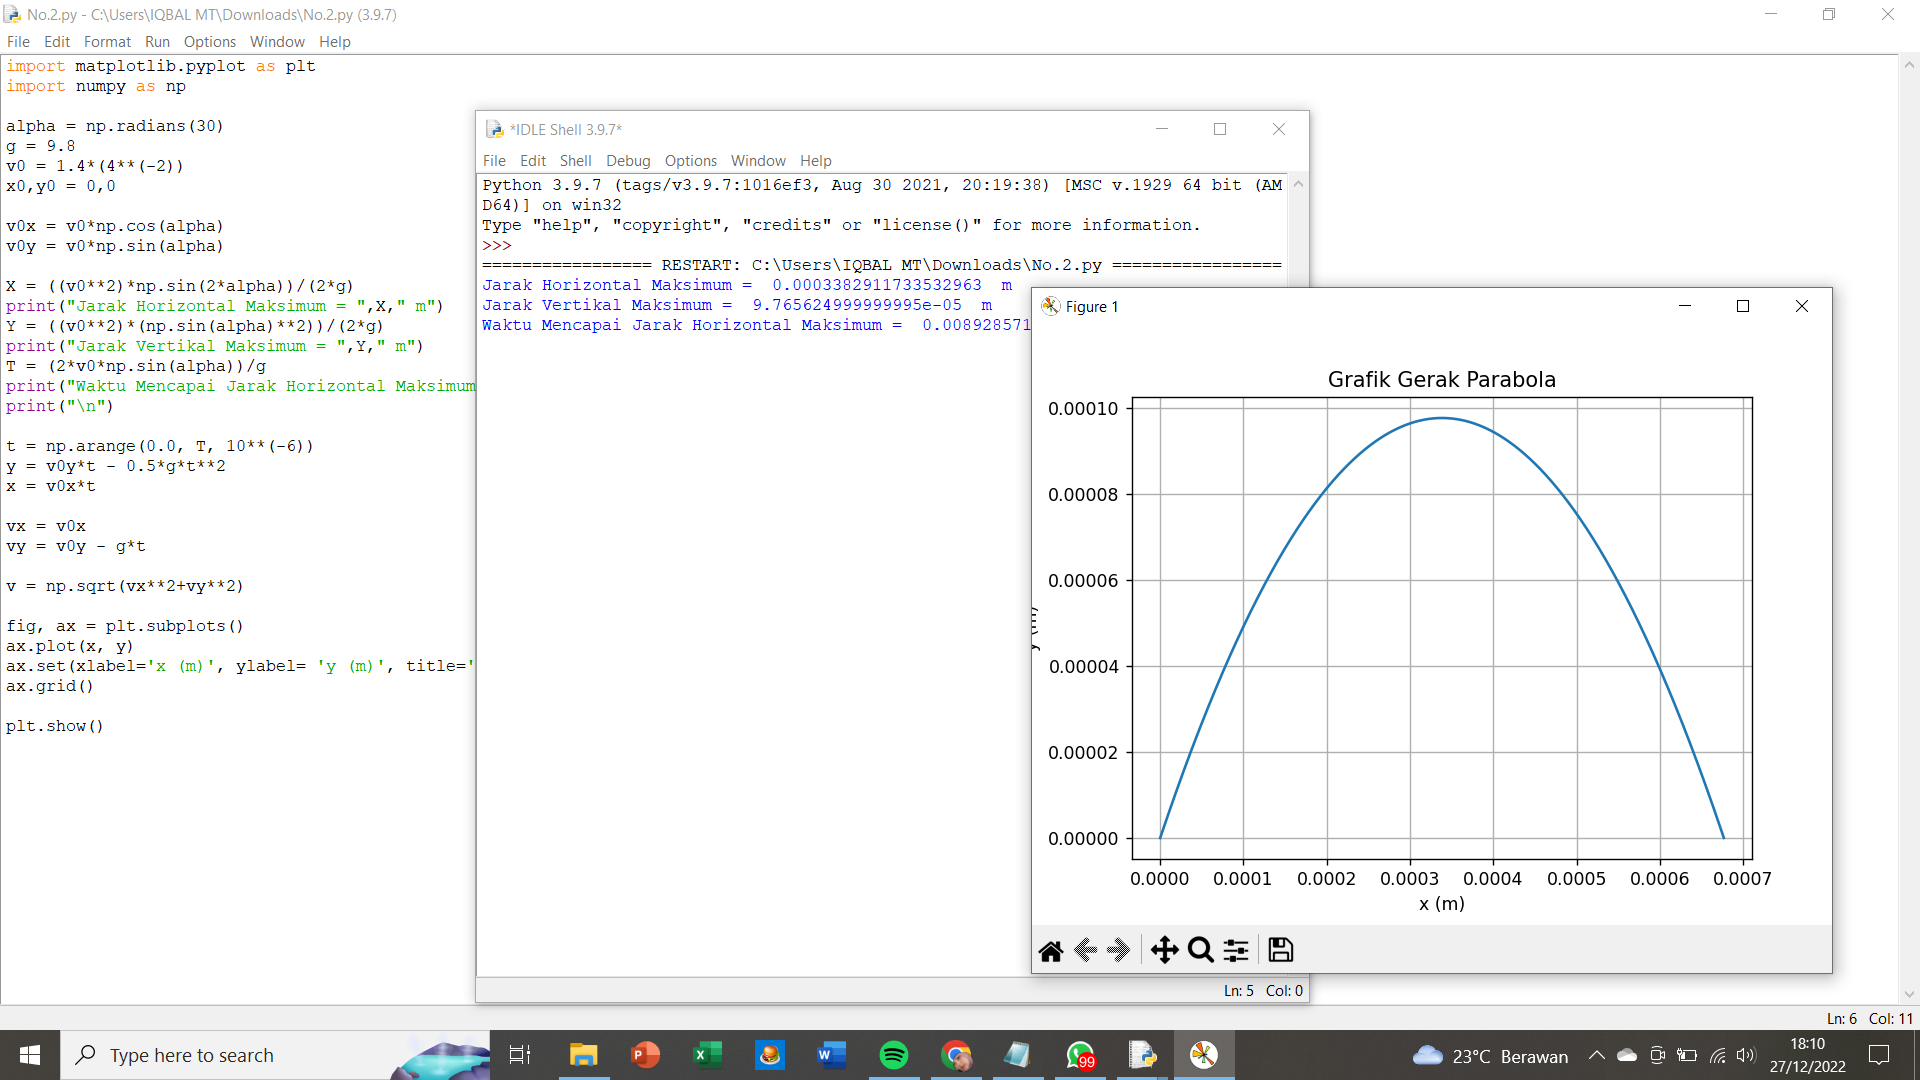 No.2.py - C:\Users\IQBAL MT\Downloads\No.2.py (3.9.7)
File Edit Format Run Options Window Help
import matplotlib.pyplot as plt
import numpy as np
alpha = np.radians(30)
g = 9.8
v0 = 1.4*(4**(-2))
x0,y0 = 0,0
v0x = v0*np.cos(alpha)
v0y = v0*np.sin(alpha)
X = ((v0**2)*np.sin(2*alpha))/(2*g)
print("Jarak Horizontal Maksimum = ",X," m")
Y = ((v0**2)*(np.sin(alpha)**2))/(2*g)
print("Jarak Vertikal Maksimum = ",Y," m")
T = (2*v0*np.sin(alpha))/g
print("Waktu Mencapai Jarak Horizontal Maksimum
print("\n")
t = np.arange(0.0, T, 10**(-6))
y = v0y*t - 0.5*g*t**2
x = v0x*t
vx = v0x
vy = v0y - g*t
v = np.sqrt(vx**2+vy**2)
fig, ax = plt.subplots()
ax.plot(x, y)
ax.set(xlabel='x (m)', ylabel= 'y (m)', title='
ax.grid()
plt.show()
*IDLE Shell 3.9.7*
File Edit Shell Debug Options Window Help
Python 3.9.7 (tags/v3.9.7:1016ef3, Aug 30 2021, 20:19:38) [MSC v.1929 64 bit (AM
D64)] on win32
Type "help", "copyright", "credits" or "license()" for more information.
>>>
================= RESTART: C:\Users\IQBAL MT\Downloads\No.2.py =================
Jarak Horizontal Maksimum =  0.0003382911733532963  m
Jarak Vertikal Maksimum =  9.765624999999995e-05  m
Waktu Mencapai Jarak Horizontal Maksimum =  0.008928571
Ln: 5 Col: 0
Figure 1
Grafik Gerak Parabola
0.00010
0.00008
0.00006
0.00004
0.00002
0.00000
0.0000 0.0001 0.0002 0.0003 0.0004 0.0005 0.0006 0.0007
x (m)
Ln: 6 Col: 11
Type here to search
99
23°C Berawan
18:10
27/12/2022